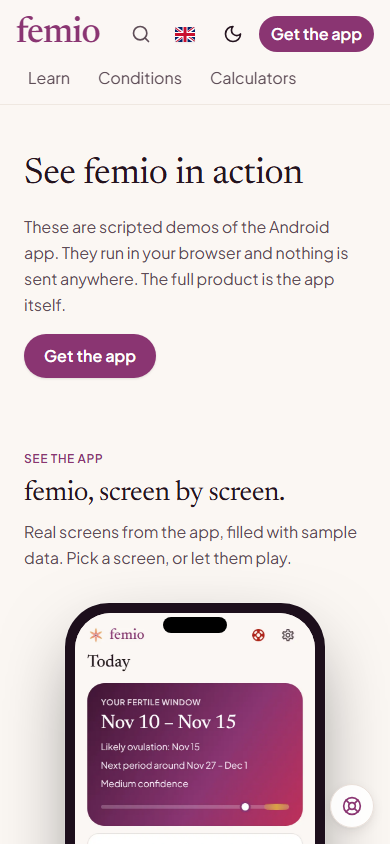 femio
Get the app
Learn Conditions Calculators
See femio in action
These are scripted demos of the Android
app. They run in your browser and nothing is
sent anywhere. The full product is the app
itself.
Get the app
SEE THE APP
femio, screen by screen.
Real screens from the app, filled with sample
data. Pick a screen, or let them play.
femio
Today
YOUR FERTILE WINDOW
Nov 10 – Nov 15
Likely ovulation: Nov 15
Next period around Nov 27 – Dec 1
Medium confidence